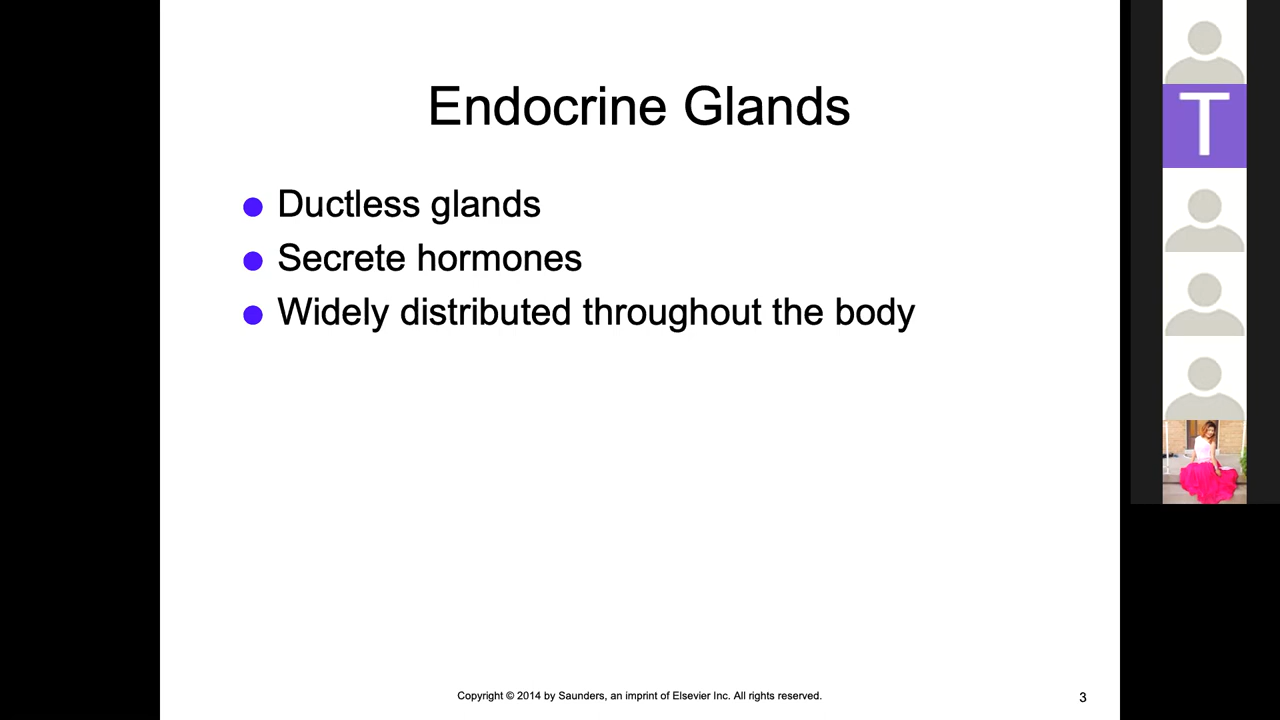 Endocrine Glands
Ductless glands
Secrete hormones
Widely distributed throughout the body
Copyright © 2014 by Saunders, an imprint of Elsevier Inc. All rights reserved.
3
T